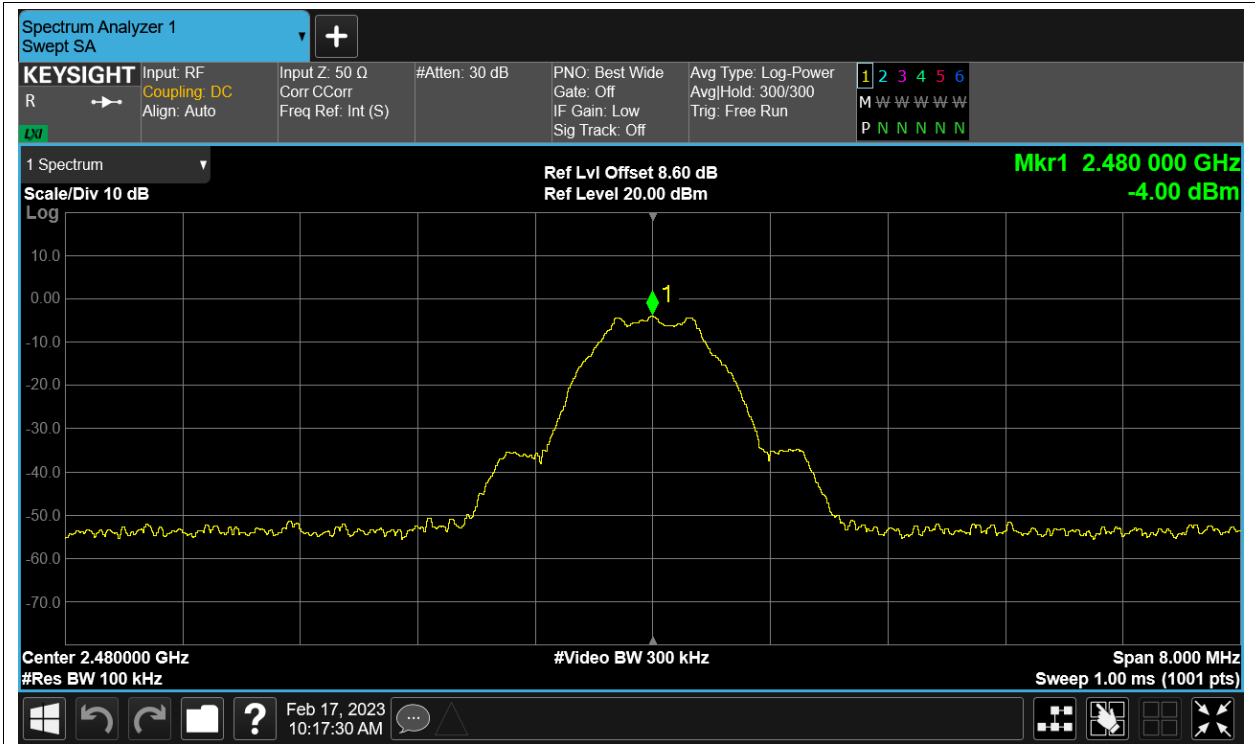 Spectrum Analyzer 1
Swept SA
KEYSIGHT
R
LXI
Input: RF
Coupling: DC
Align: Auto
Input Z: 50 Ω
Corr CCorr
Freq Ref: Int (S)
#Atten: 30 dB
PNO: Best Wide
Gate: Off
IF Gain: Low
Sig Track: Off
Avg Type: Log-Power
Avg|Hold: 300/300
Trig: Free Run
1 2 3 4 5 6
M W W W W W
P N N N N N
1 Spectrum
Scale/Div 10 dB
Log
Ref Lvl Offset 8.60 dB
Ref Level 20.00 dBm
Mkr1 2.480 000 GHz
-4.00 dBm
10.0
0.00
-10.0
-20.0
-30.0
-40.0
-50.0
-60.0
-70.0
1
Center 2.480000 GHz
#Res BW 100 kHz
#Video BW 300 kHz
Span 8.000 MHz
Sweep 1.00 ms (1001 pts)
?
Feb 17, 2023
10:17:30 AM